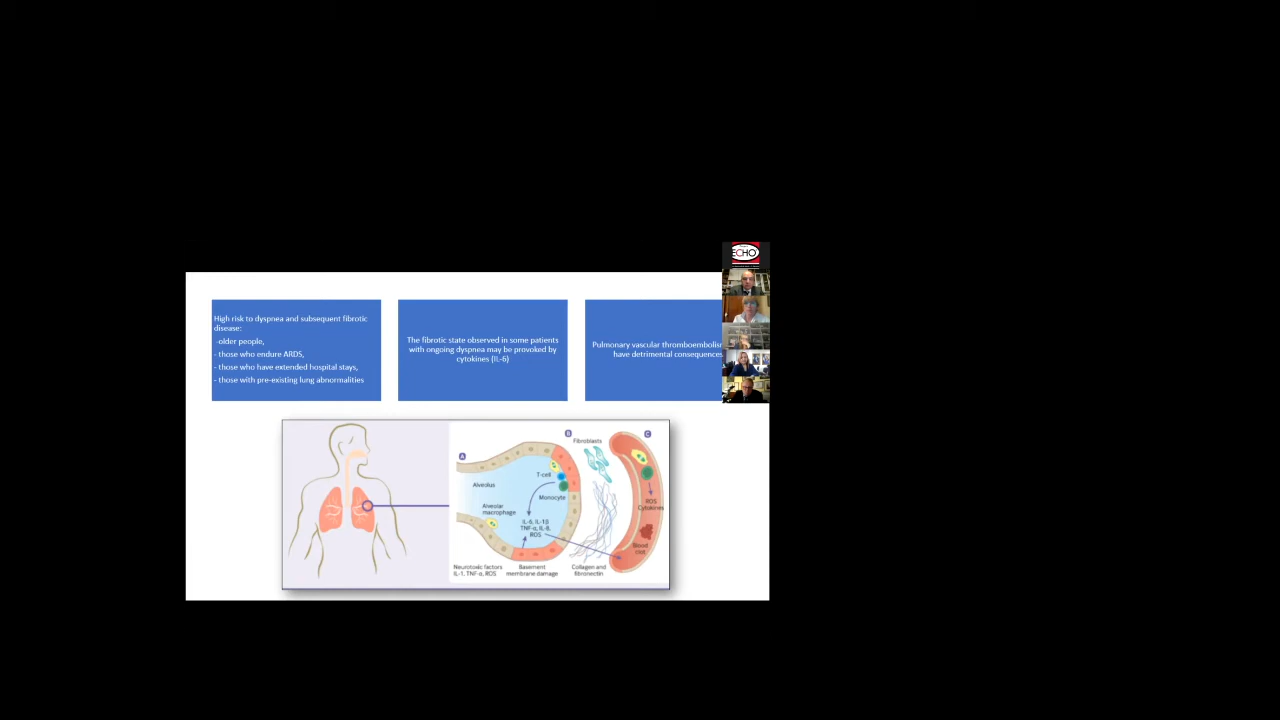 ECHO
High risk to dyspnea and subsequent fibrotic
disease:
-older people,
- those who endure ARDS,
- those who have extended hospital stays,
- those with pre-existing lung abnormalities
The fibrotic state observed in some patients
with ongoing dyspnea may be provoked by
cytokines (IL-6)
Pulmonary vascular
have detrimental consequences
A
B
C
Fibroblasts
T-cell
Alveolus
Monocyte
Alveolar
macrophage
IL-6, IL-1β
TNF-α, IL-8,
ROS
ROS
Cytokines
Blood
clot
Neurotoxic factors
IL-1, TNF-α, ROS
Basement
membrane damage
Collagen and
fibronectin